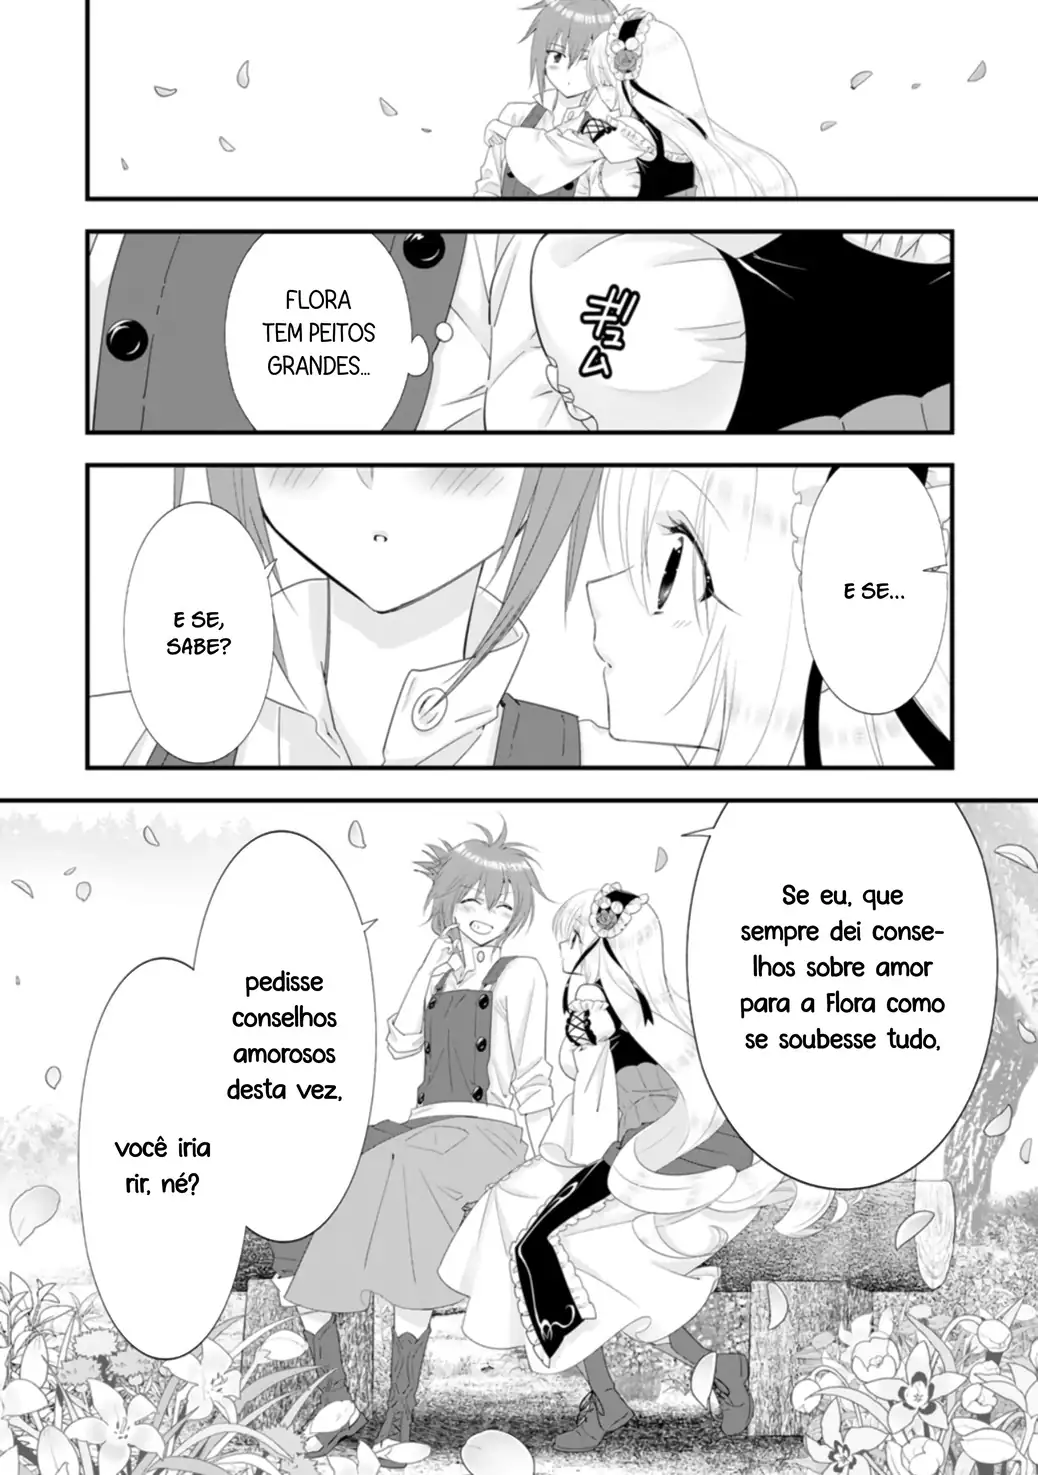 FLORA
TEM PEITOS
GRANDES...
ギュム
E SE...
E SE,
SABE?
Se eu, que
sempre dei conse-
lhos sobre amor
para a Flora como
se soubesse tudo,
pedisse
conselhos
amorosos
desta vez,
você iria
rir, né?